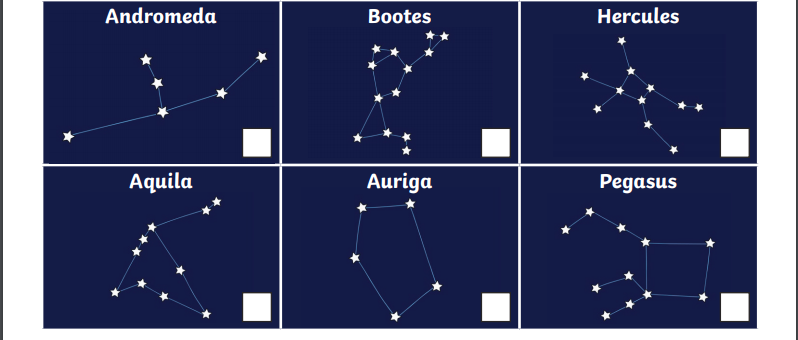 Andromeda
Bootes
Hercules
Aquila
Auriga
Pegasus